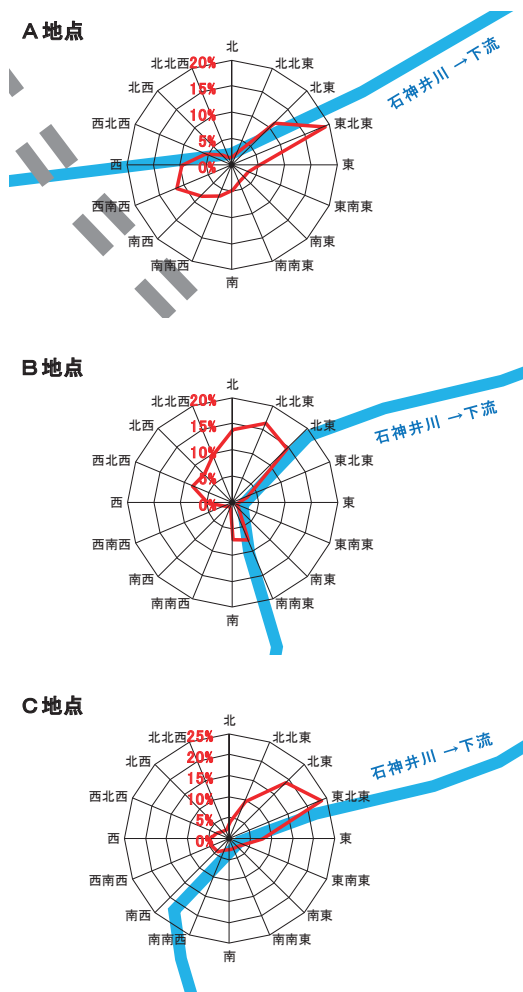 A地点
北
北北西
20%
北北東
北西
15%
北東
石神井川 →下流
西北西
10%
東北東
5%
西
0%
東
西南西
東南東
南西
南東
南南西
南南東
南
B地点
北
北北西
20%
北北東
北西
15%
北東
石神井川 →下流
西北西
10%
東北東
5%
西
0%
東
西南西
東南東
南西
南東
南南西
南南東
南
C地点
北
北北西
25%
北北東
北西
20%
北東
石神井川 →下流
15%
西北西
10%
東北東
5%
西
0%
東
西南西
東南東
南西
南東
南南西
南南東
南